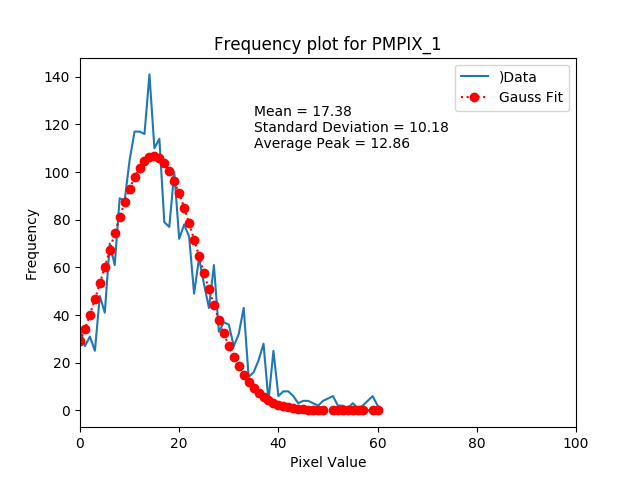 Frequency plot for PMPIX_1
)Data
Gauss Fit
Mean = 17.38
Standard Deviation = 10.18
Average Peak = 12.86
Frequency
140
120
100
80
60
40
20
0
0 20 40 60 80 100
Pixel Value